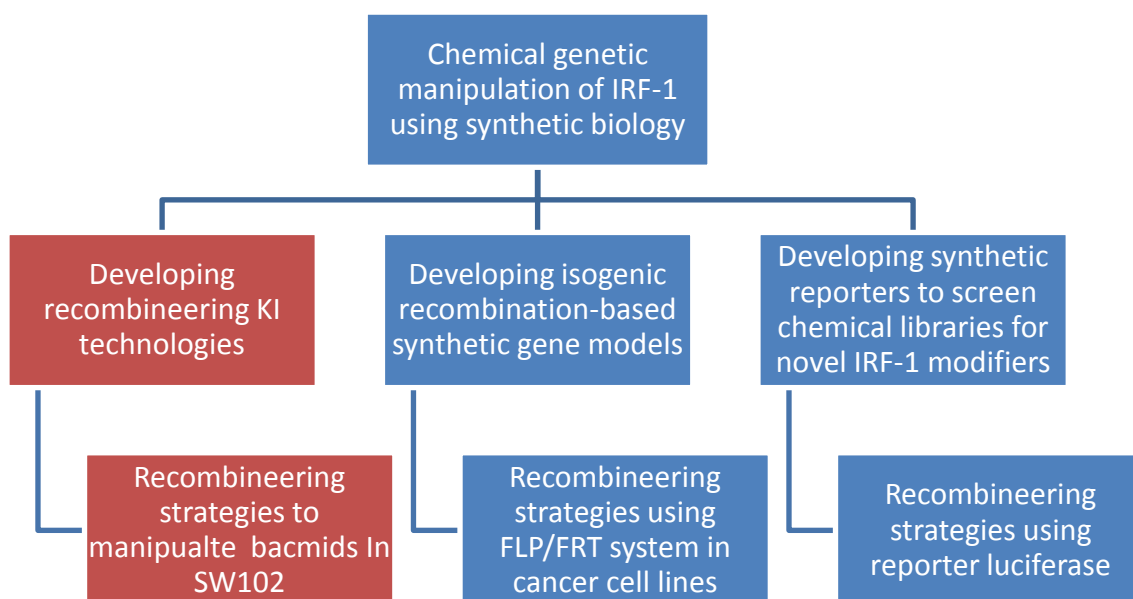 Chemical genetic
manipulation of IRF-1
using synthetic biology
Developing
recombineering KI
technologies
Developing isogenic
recombination-based
synthetic gene models
Developing synthetic
reporters to screen
chemical libraries for
novel IRF-1 modifiers
Recombineering
strategies to
manipualte bacmids In
SW102
Recombineering
strategies using
FLP/FRT system in
cancer cell lines
Recombineering
strategies using
reporter luciferase